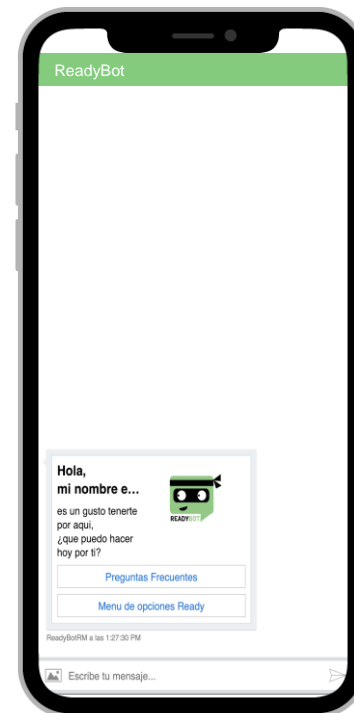 ReadyBot
Hola,
mi nombre e...
es un gusto tenerte
por aqui,
¿que puedo hacer
hoy por ti?
READYBOT
Preguntas Frecuentes
Menu de opciones Ready
ReadyBotRM a las 1:27:30 PM
Escribe tu mensaje...